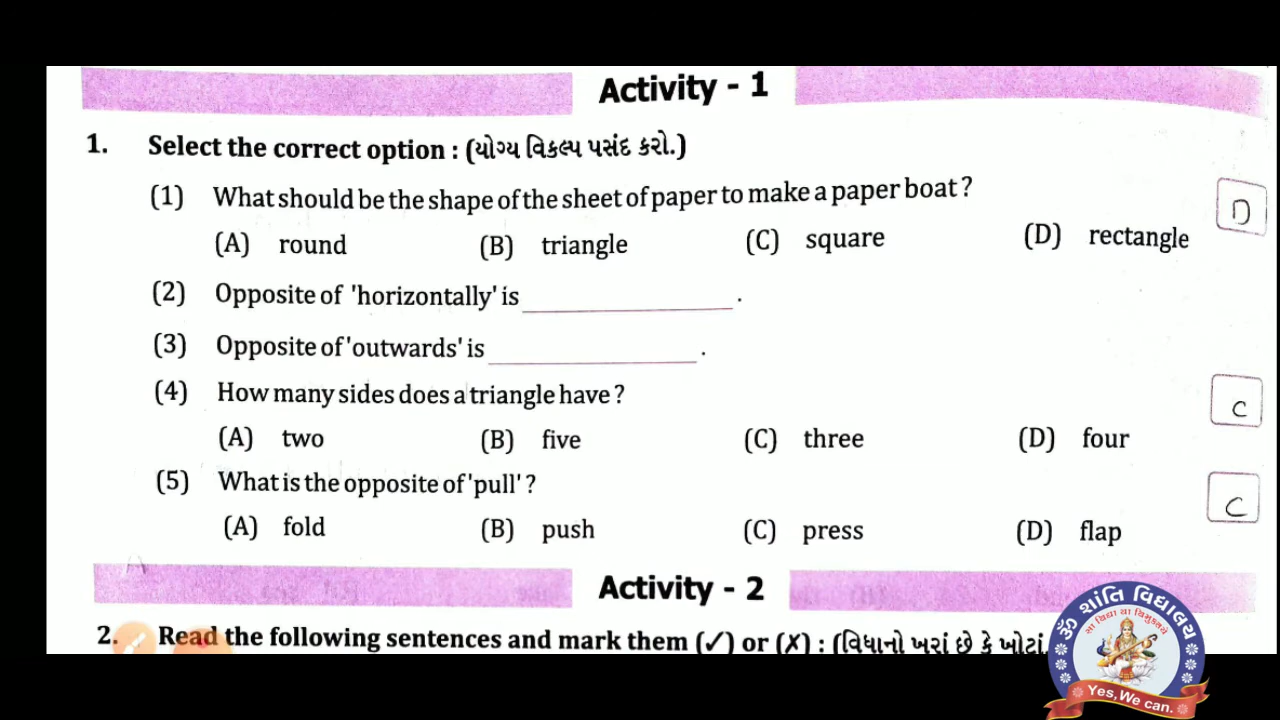 Activity - 1
1. Select the correct option : (યોગ્ય વિકલ્પ પસંદ કરો.)
(1) What should be the shape of the sheet of paper to make a paper boat ? D
(A) round (B) triangle (C) square (D) rectangle
(2) Opposite of 'horizontally' is ____________ .
(3) Opposite of 'outwards' is ____________ .
(4) How many sides does a triangle have ? C
(A) two (B) five (C) three (D) four
(5) What is the opposite of 'pull' ? C
(A) fold (B) push (C) press (D) flap
Activity - 2
2. Read the following sentences and mark them (✓) or (✗) : (વિધાનો ખરાં છે કે ખોટાં
ૐ શાંતિ વિદ્યાલય
સા વિદ્યા યા વિમુક્તયે
Yes, We can.